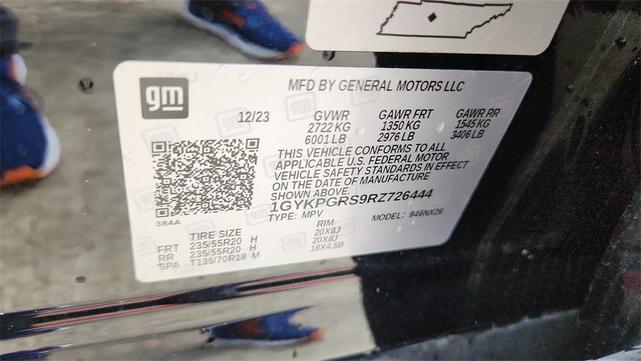 gm
MFD BY GENERAL MOTORS LLC
12/23
GVWR GAWR FRT GAWR RR
2722 KG 1350 KG 1545 KG
6001 LB 2976 LB 3406 LB
THIS VEHICLE CONFORMS TO ALL
APPLICABLE U.S. FEDERAL MOTOR
VEHICLE SAFETY STANDARDS IN EFFECT
ON THE DATE OF MANUFACTURE
SHOWN ABOVE.
1GYKPGRS9RZ726444
384A
TYPE: MPV MODEL: 946NX26
TIRE SIZE RIM
FRT 235/55R20 H 20X8J
RR 235/55R20 H 20X8J
SPA T135/70R18 M 18X4.5B